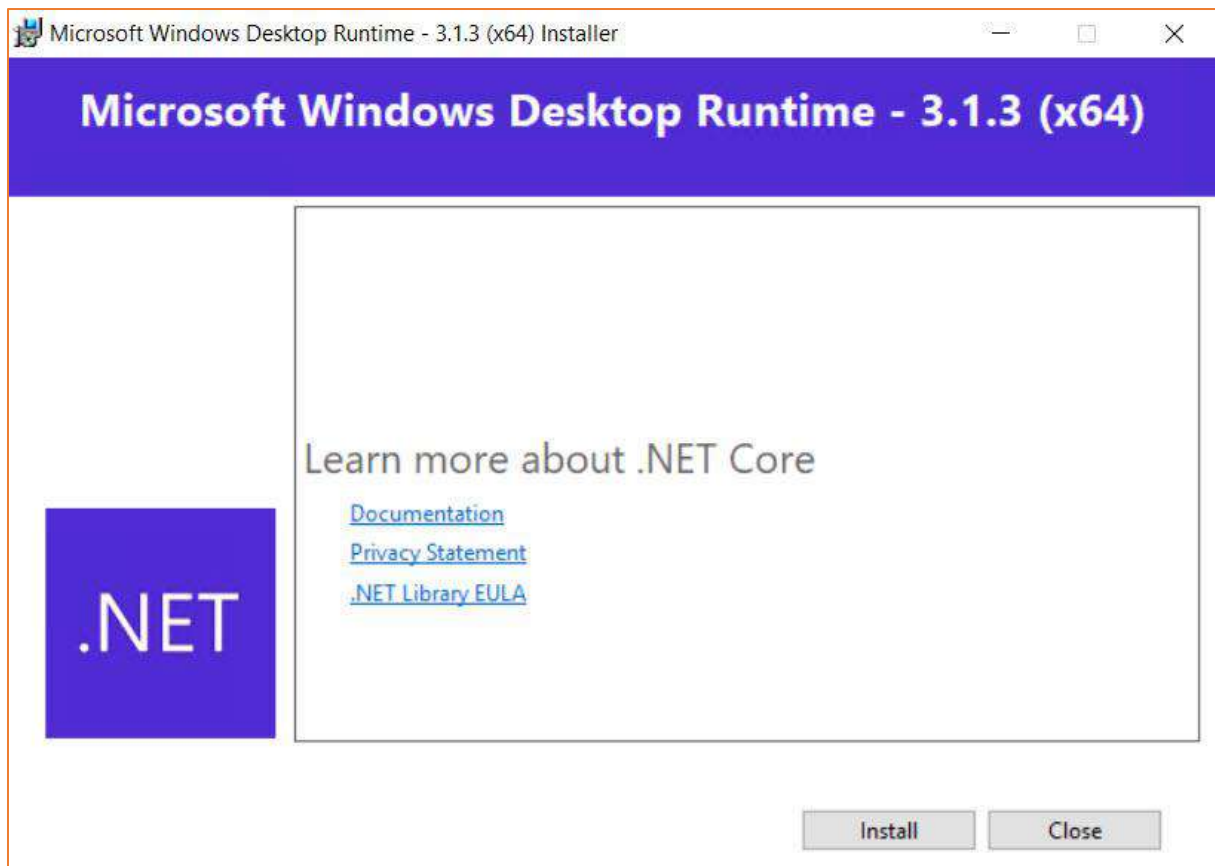 Microsoft Windows Desktop Runtime - 3.1.3 (x64) Installer
Microsoft Windows Desktop Runtime - 3.1.3 (x64)
Learn more about .NET Core
Documentation
Privacy Statement
.NET Library EULA
.NET
Install Close